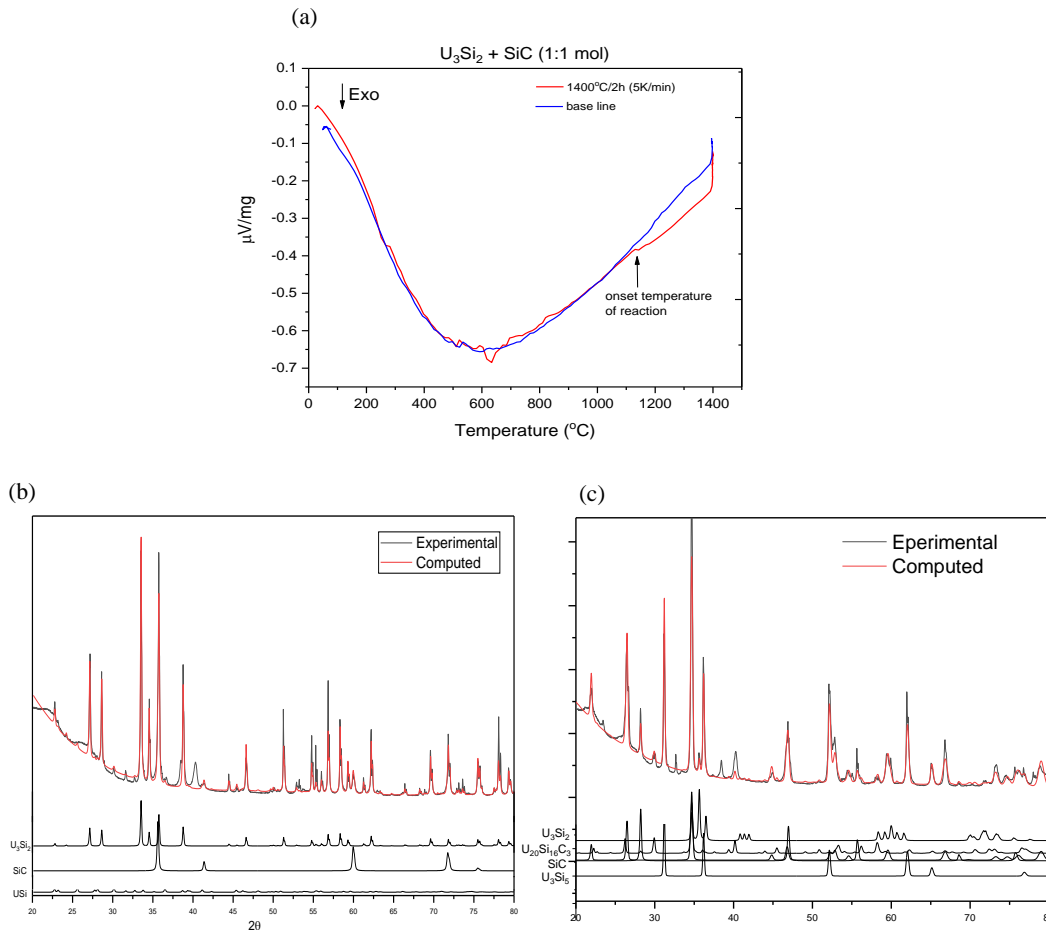 (a)
U₃Si₂ + SiC (1:1 mol)
0.1
0.0
-0.1
-0.2
-0.3
-0.4
-0.5
-0.6
-0.7
µV/mg
Exo
1400°C/2h (5K/min)
base line
onset temperature
of reaction
0 200 400 600 800 1000 1200 1400
Temperature (°C)
(b)
Experimental
Computed
U₃Si₂
SiC
USi
20 25 30 35 40 45 50 55 60 65 70 75 80
2θ
(c)
Eperimental
Computed
U₃Si₂
U₂₀Si₁₆C₃
SiC
U₃Si₅
20 30 40 50 60 70 80